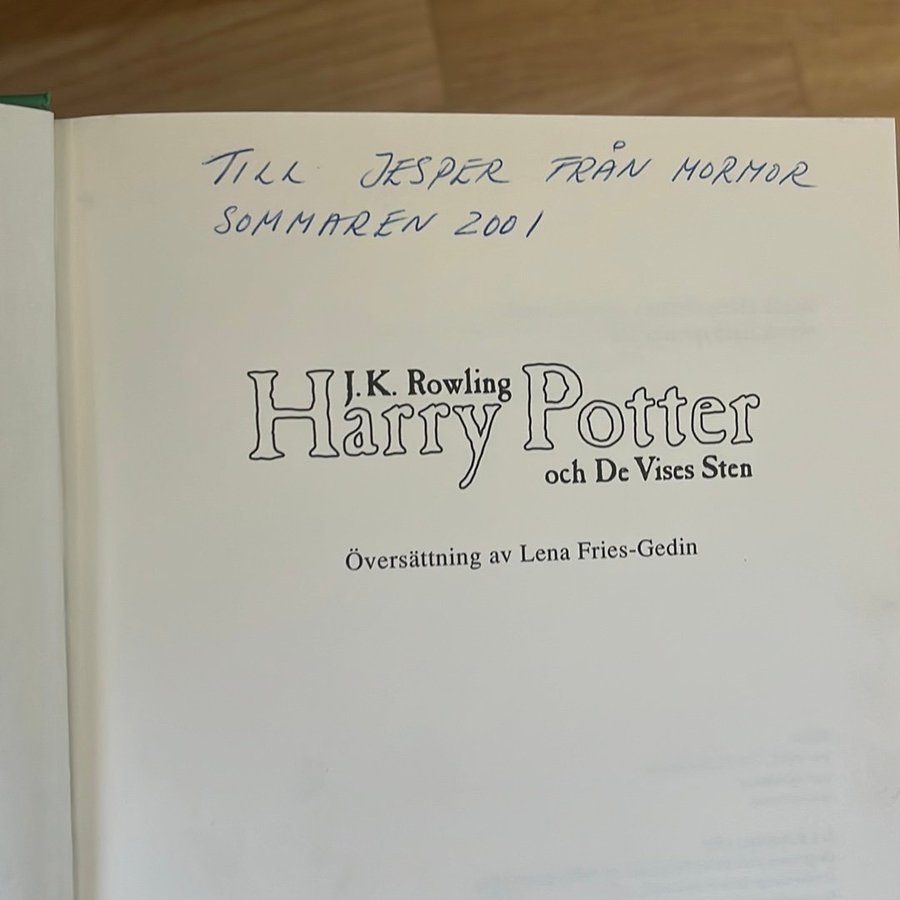 TILL JESPER FRÅN MORMOR
SOMMAREN 2001
J.K. Rowling
Harry Potter
och De Vises Sten
Översättning av Lena Fries-Gedin